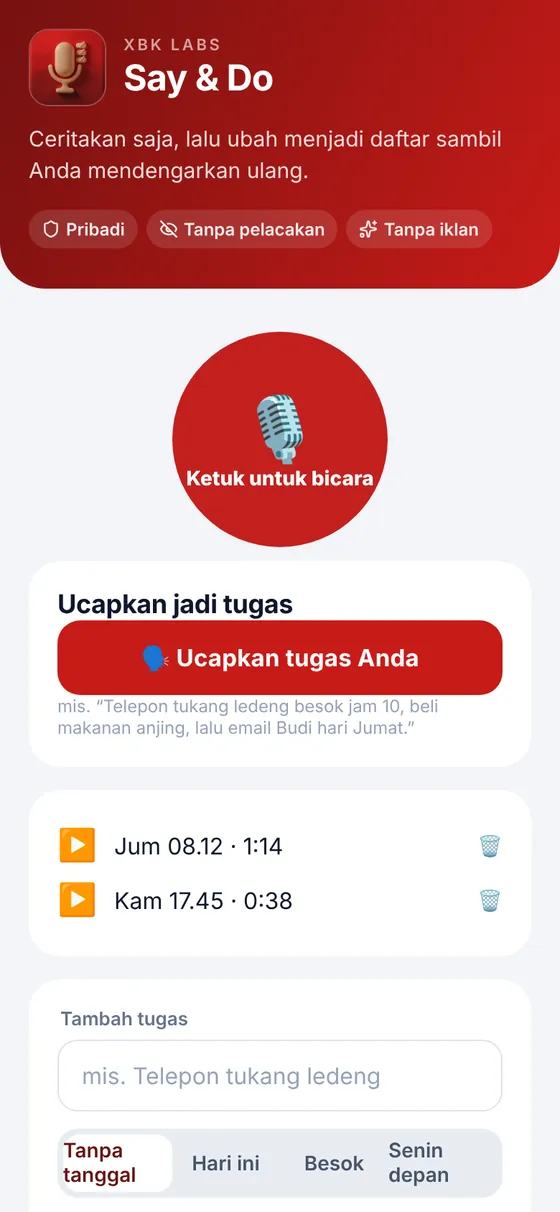 XBK LABS
Say & Do
Ceritakan saja, lalu ubah menjadi daftar sambil
Anda mendengarkan ulang.
Pribadi
Tanpa pelacakan
Tanpa iklan
Ketuk untuk bicara
Ucapkan jadi tugas
Ucapkan tugas Anda
mis. “Telepon tukang ledeng besok jam 10, beli
makanan anjing, lalu email Budi hari Jumat.”
Jum 08.12 · 1:14
Kam 17.45 · 0:38
Tambah tugas
mis. Telepon tukang ledeng
Tanpa
tanggal
Hari ini
Besok
Senin
depan